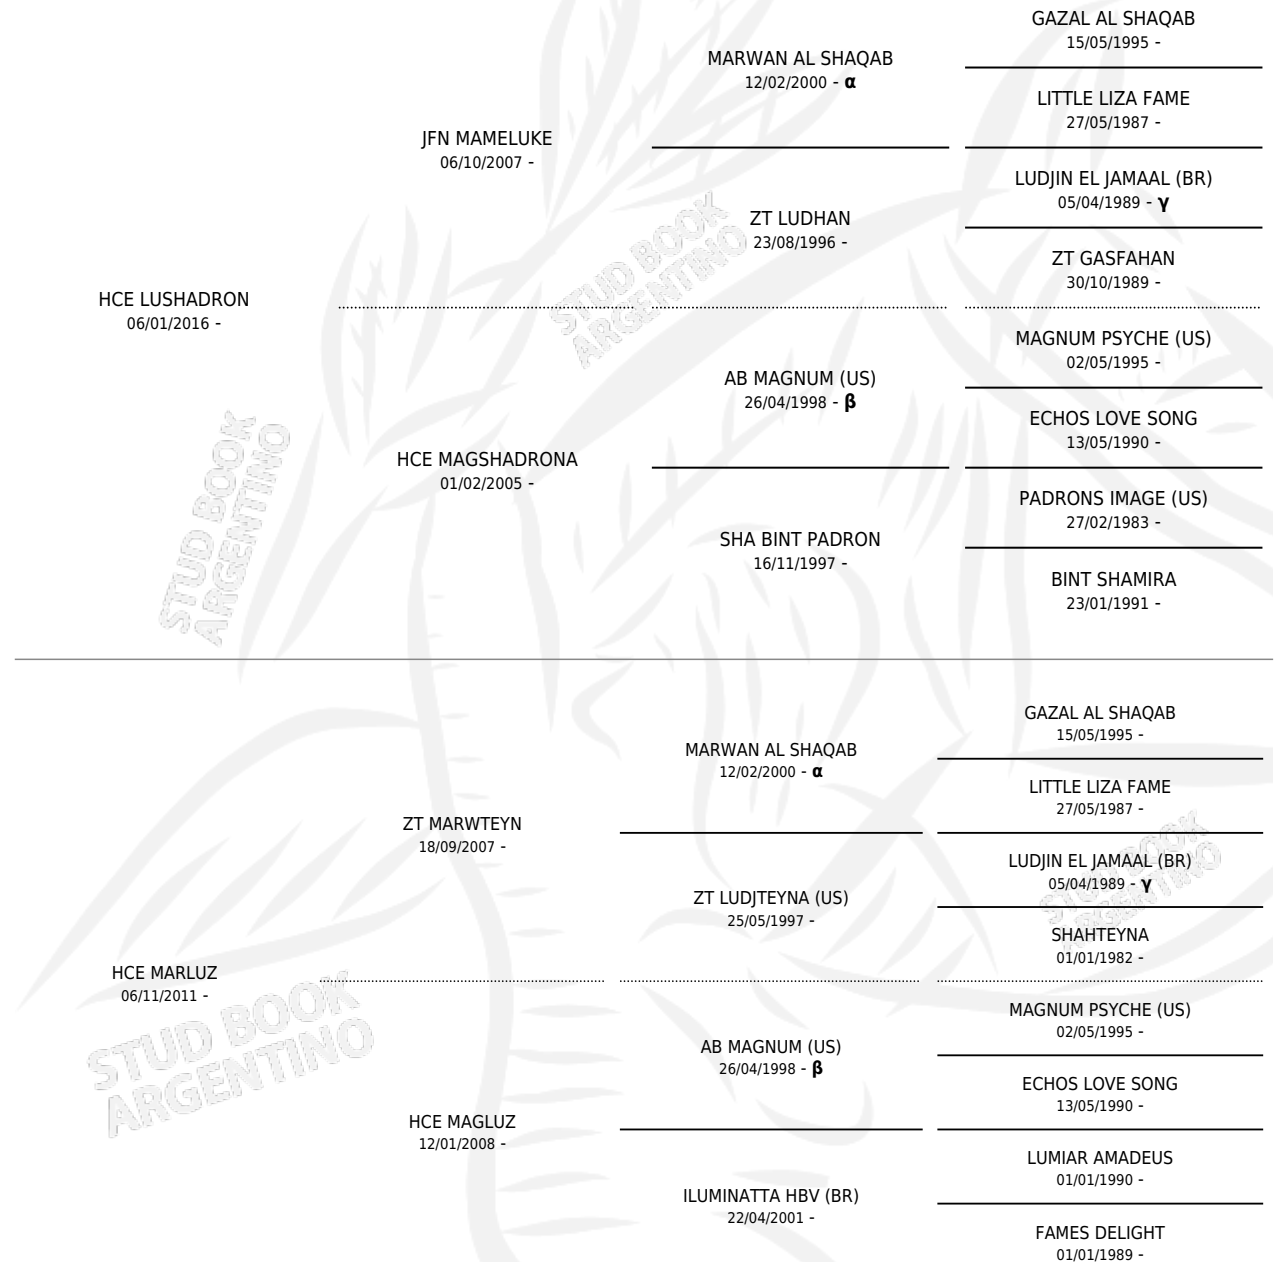 GAZAL AL SHAQAB
15/05/1995 -
MARWAN AL SHAQAB
12/02/2000 - α
LITTLE LIZA FAME
27/05/1987 -
JFN MAMELUKE
06/10/2007 -
LUDJIN EL JAMAAL (BR)
05/04/1989 - γ
ZT LUDHAN
23/08/1996 -
ZT GASFAHAN
30/10/1989 -
HCE LUSHADRON
06/01/2016 -
MAGNUM PSYCHE (US)
02/05/1995 -
AB MAGNUM (US)
26/04/1998 - β
ECHOS LOVE SONG
13/05/1990 -
HCE MAGSHADRONA
01/02/2005 -
PADRONS IMAGE (US)
27/02/1983 -
SHA BINT PADRON
16/11/1997 -
BINT SHAMIRA
23/01/1991 -
STUD BOOK
ARGENTINO
STUD BOOK
ARGENTINO
GAZAL AL SHAQAB
15/05/1995 -
MARWAN AL SHAQAB
12/02/2000 - α
LITTLE LIZA FAME
27/05/1987 -
ZT MARWTEYN
18/09/2007 -
LUDJIN EL JAMAAL (BR)
05/04/1989 - γ
ZT LUDJTEYNA (US)
25/05/1997 -
SHAHTEYNA
01/01/1982 -
HCE MARLUZ
06/11/2011 -
MAGNUM PSYCHE (US)
02/05/1995 -
AB MAGNUM (US)
26/04/1998 - β
ECHOS LOVE SONG
13/05/1990 -
HCE MAGLUZ
12/01/2008 -
LUMIAR AMADEUS
01/01/1990 -
ILUMINATTA HBV (BR)
22/04/2001 -
FAMES DELIGHT
01/01/1989 -
STUD BOOK
ARGENTINO
STUD BOOK
ARGENTINO